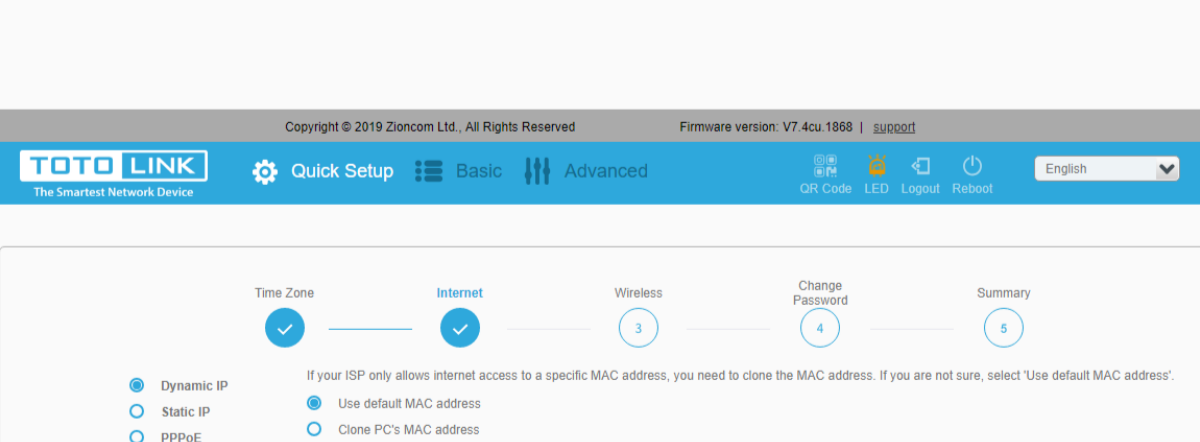 Copyright © 2019 Zioncom Ltd., All Rights Reserved Firmware version: V7.4cu.1868 | support
TOTO LINK
The Smartest Network Device
Quick Setup Basic Advanced
QR Code LED Logout Reboot
English
Time Zone Internet Wireless Change Password Summary
3 4 5
If your ISP only allows internet access to a specific MAC address, you need to clone the MAC address. If you are not sure, select 'Use default MAC address'.
Dynamic IP
Use default MAC address
Static IP
Clone PC's MAC address
PPPoE